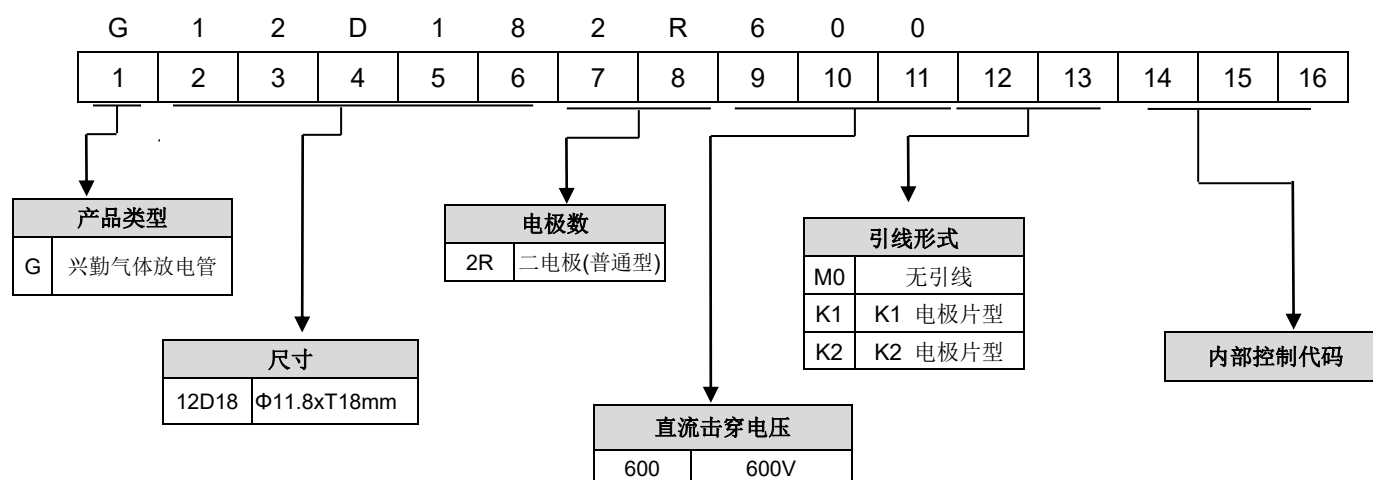 G 1 2 D 1 8 2 R 6 0 0
1 2 3 4 5 6 7 8 9 10 11 12 13 14 15 16
产品类型
G 兴勤气体放电管
电极数
2R 二电极(普通型)
引线形式
M0 无引线
K1 K1 电极片型
K2 K2 电极片型
尺寸
12D18 Φ11.8xT18mm
内部控制代码
直流击穿电压
600 600V